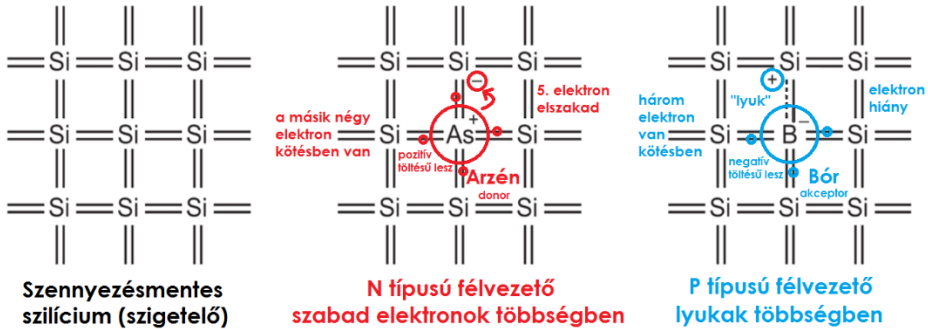 Si Si Si
Si Si Si
Si Si Si
Szennyezésmentes
szilícium (szigetelő)
Si Si Si
−
5. elektron
elszakad
a másik négy
elektron
kötésben van
Si As + Si
pozitív
töltésű lesz
Arzén
donor
Si Si Si
N típusú félvezető
szabad elektronok többségben
Si Si Si
+
"lyuk"
elektron
hiány
három
elektron
van
kötésben
Si B − Si
negatív
töltésű lesz
Bór
akceptor
Si Si Si
P típusú félvezető
lyukak többségben